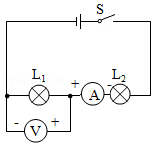 S
L₁ + A - L₂
- V +